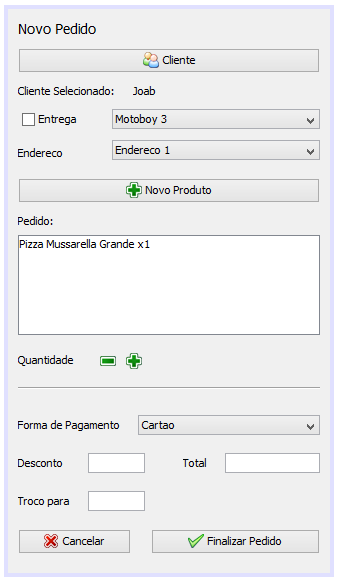 Novo Pedido
Cliente
Cliente Selecionado: Joab
Entrega Motoboy 3
Endereco Endereco 1
Novo Produto
Pedido:
Pizza Mussarella Grande x1
Quantidade
Forma de Pagamento Cartao
Desconto Total
Troco para
Cancelar Finalizar Pedido